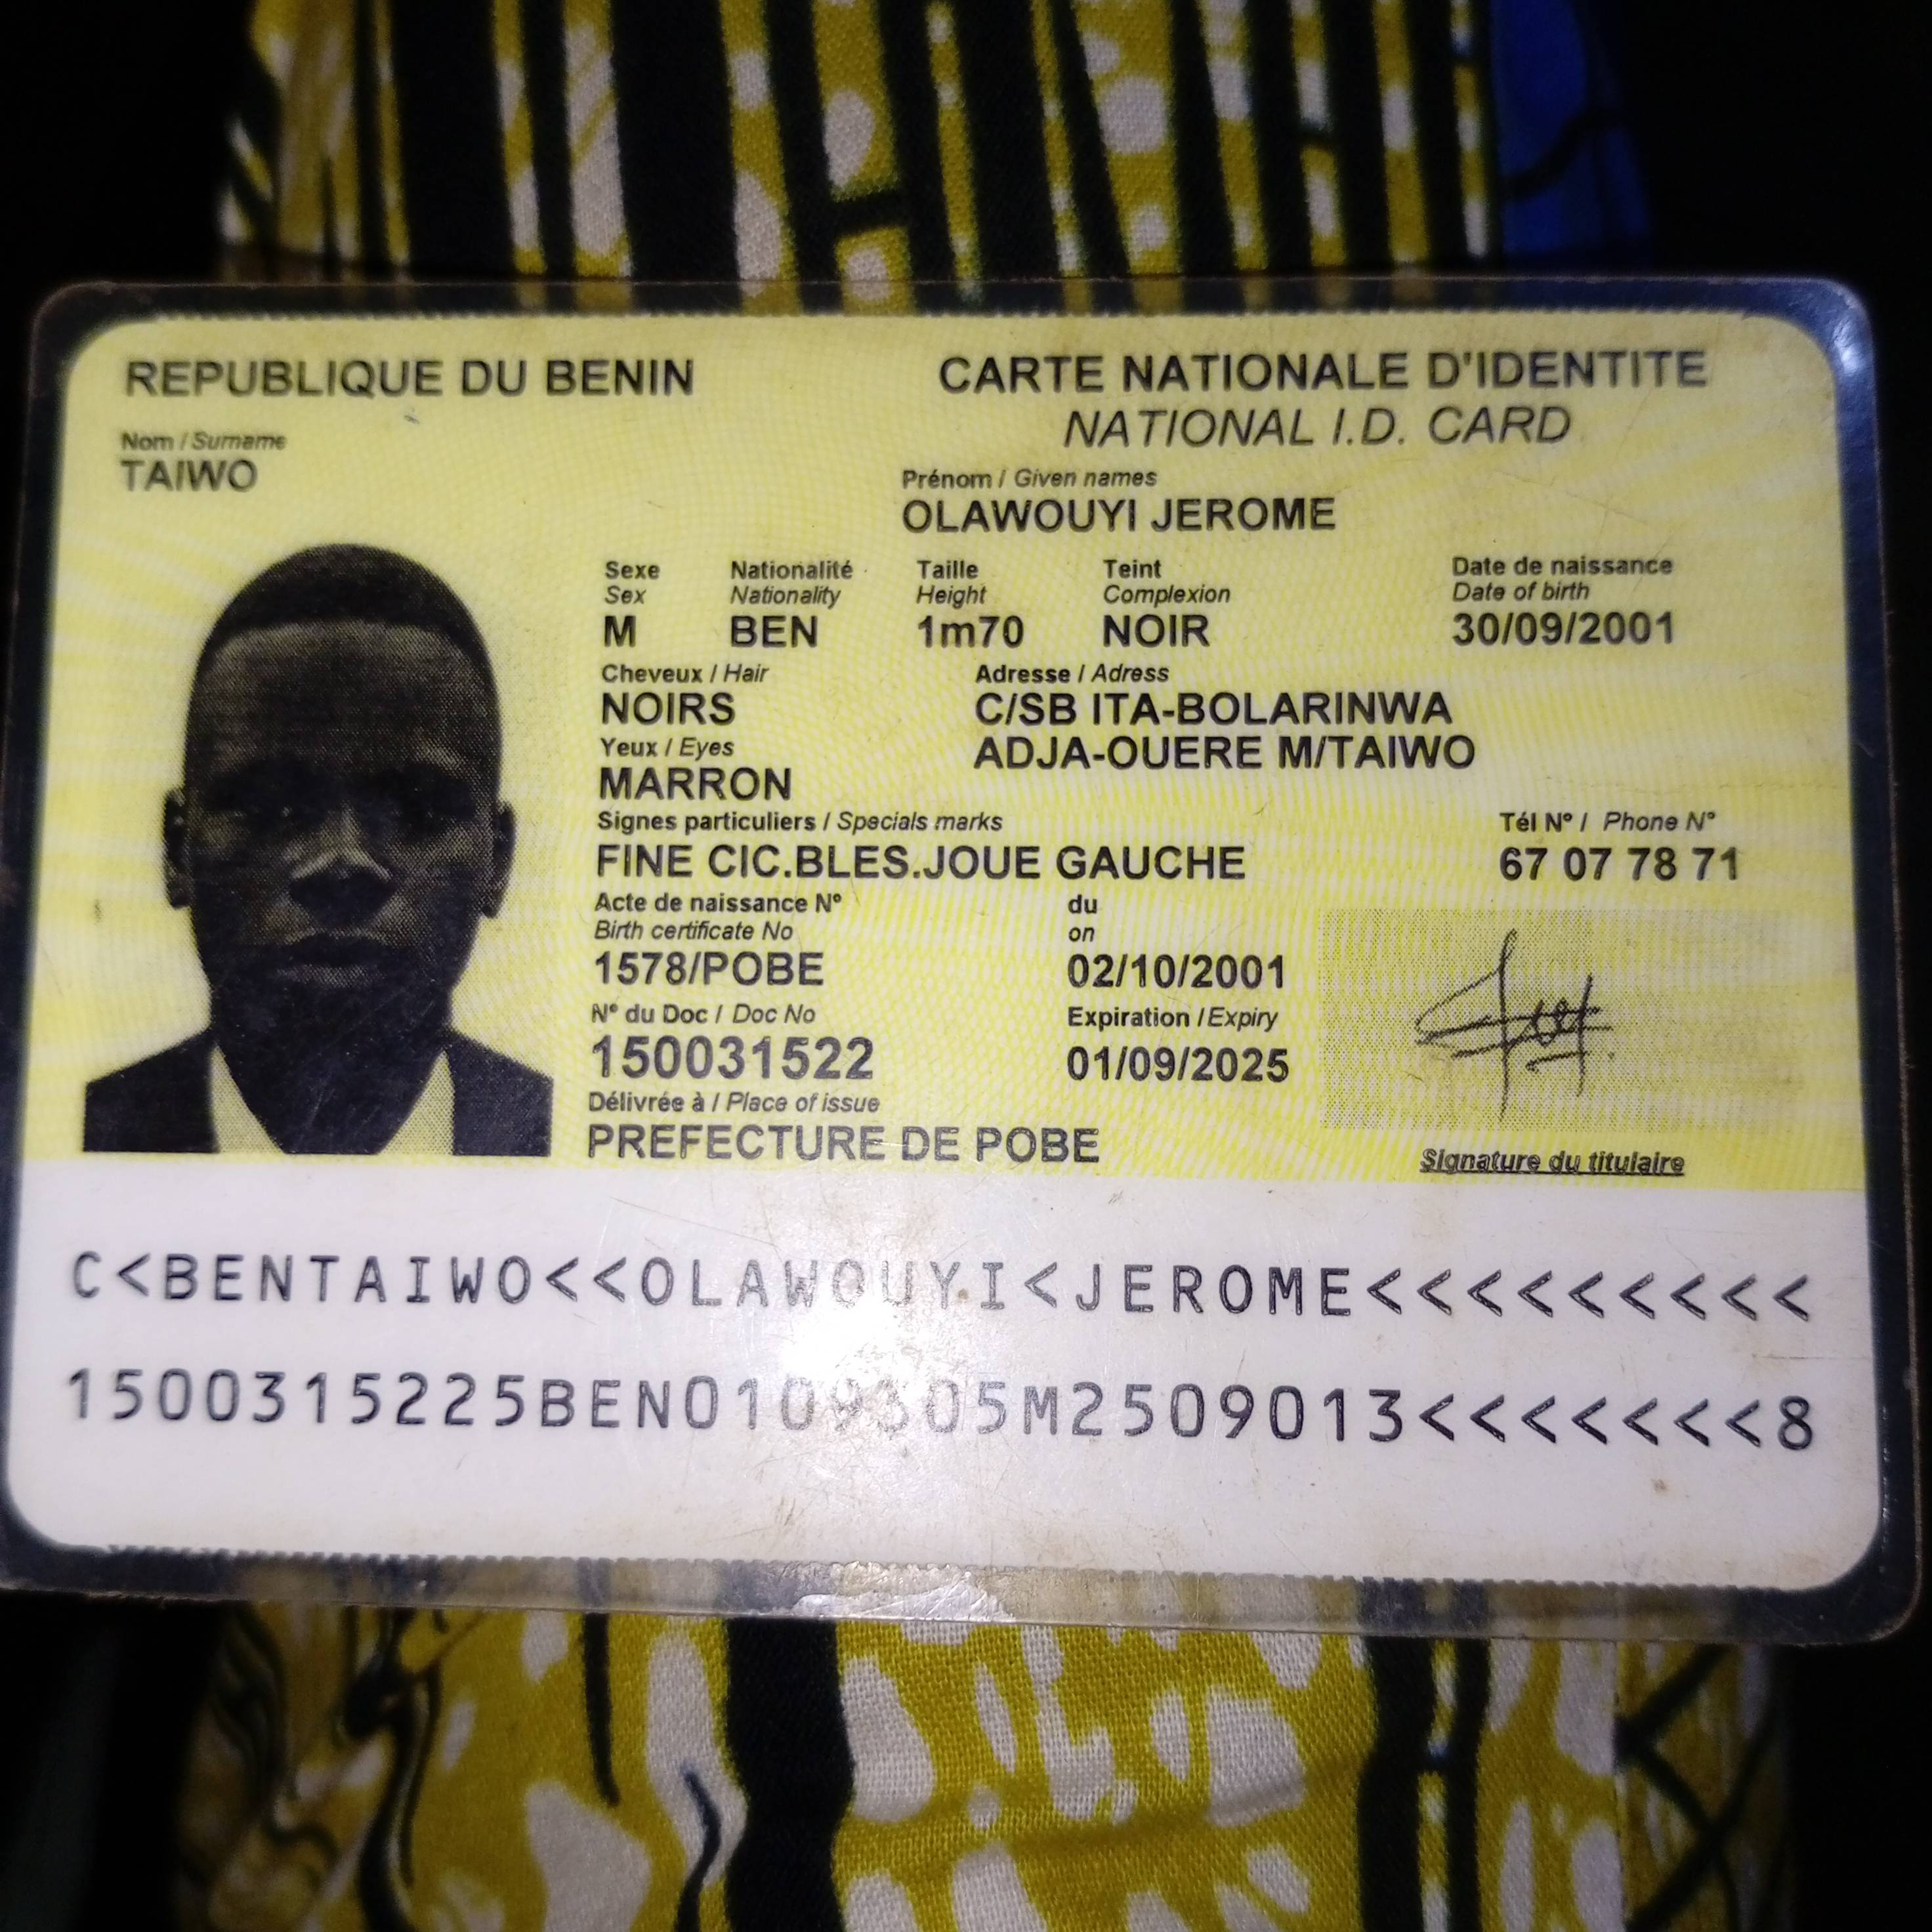 REPUBLIQUE DU BENIN
CARTE NATIONALE D'IDENTITE
NATIONAL I.D. CARD
Nom / Surname
TAIWO
Prénom / Given names
OLAWOUYI JEROME
Sexe Nationalité Taille Teint Date de naissance
Sex Nationality Height Complexion Date of birth
M BEN 1m70 NOIR 30/09/2001
Cheveux / Hair Adresse / Adress
NOIRS C/SB ITA-BOLARINWA
Yeux / Eyes ADJA-OUERE M/TAIWO
MARRON
Signes particuliers / Specials marks Tél N° / Phone N°
FINE CIC.BLES.JOUE GAUCHE 67 07 78 71
Acte de naissance N° du
Birth certificate No on
1578/POBE 02/10/2001
N° du Doc / Doc No Expiration / Expiry
150031522 01/09/2025
Délivrée à / Place of issue
PREFECTURE DE POBE
Signature du titulaire
C<BENTAIWO<<OLAWOUYI<JEROME<<<<<<<<<
1500315225BEN0109305M2509013<<<<<<<8